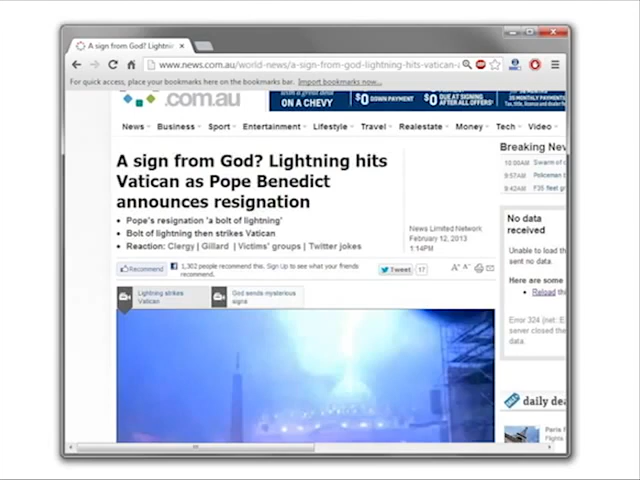 A sign from God? Lightnin
www.news.com.au/world-news/a-sign-from-god-lightning-hits-vatican-
For quick access, place your bookmarks here on the bookmarks bar. Import bookmarks now...
.com.au
ON A CHEVY
$0 DOWN PAYMENT
$0 DUE AT SIGNING
AFTER ALL OFFERS
News Business Sport Entertainment Lifestyle Travel Realestate Money Tech Video
A sign from God? Lightning hits
Vatican as Pope Benedict
announces resignation
Pope's resignation 'a bolt of lightning'
Bolt of lightning then strikes Vatican
Reaction: Clergy | Gillard | Victims' groups | Twitter jokes
News Limited Network
February 12, 2013
1:14PM
Recommend
1,302 people recommend this. Sign Up to see what your friends
recommend.
Tweet 17
A+ A-
Lightning strikes
Vatican
God sends mysterious
signs
Breaking Nev
10:00AM Swarm of
9:57AM Policeman
9:42AM F35 fleet
No data
received
Unable to load th
sent no data.
Here are some
Reload
Error 324 (net:
server closed the
data.
daily dea
Paris
Flights